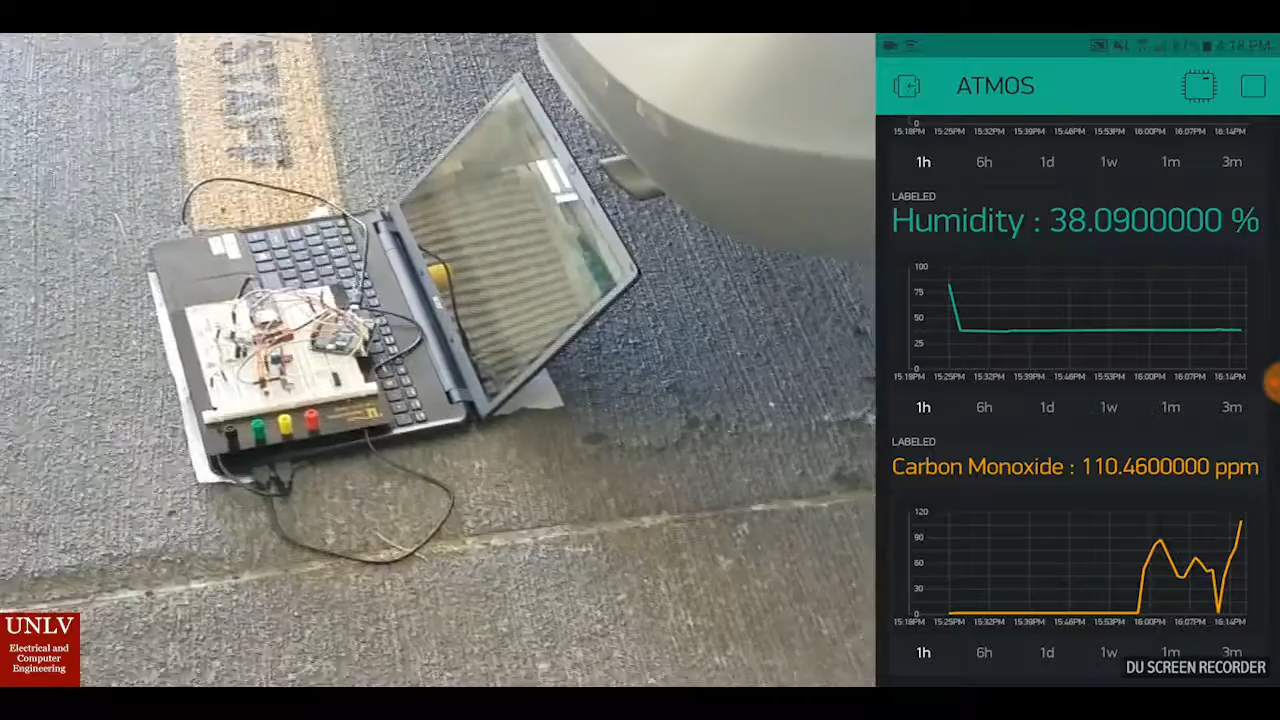 4:18 PM
ATMOS
0
15:18PM 15:25PM 15:32PM 15:39PM 15:46PM 15:53PM 16:00PM 16:07PM 16:14PM
1h 6h 1d 1w 1m 3m
LABELED
Humidity : 38.0900000 %
100
75
50
25
0
15:18PM 15:25PM 15:32PM 15:39PM 15:46PM 15:53PM 16:00PM 16:07PM 16:14PM
1h 6h 1d 1w 1m 3m
LABELED
Carbon Monoxide : 110.4600000 ppm
120
90
60
30
0
15:18PM 15:25PM 15:32PM 15:39PM 15:46PM 15:53PM 16:00PM 16:07PM 16:14PM
1h 6h 1d 1w 1m 3m
DU SCREEN RECORDER
UNLV
Electrical and
Computer
Engineering